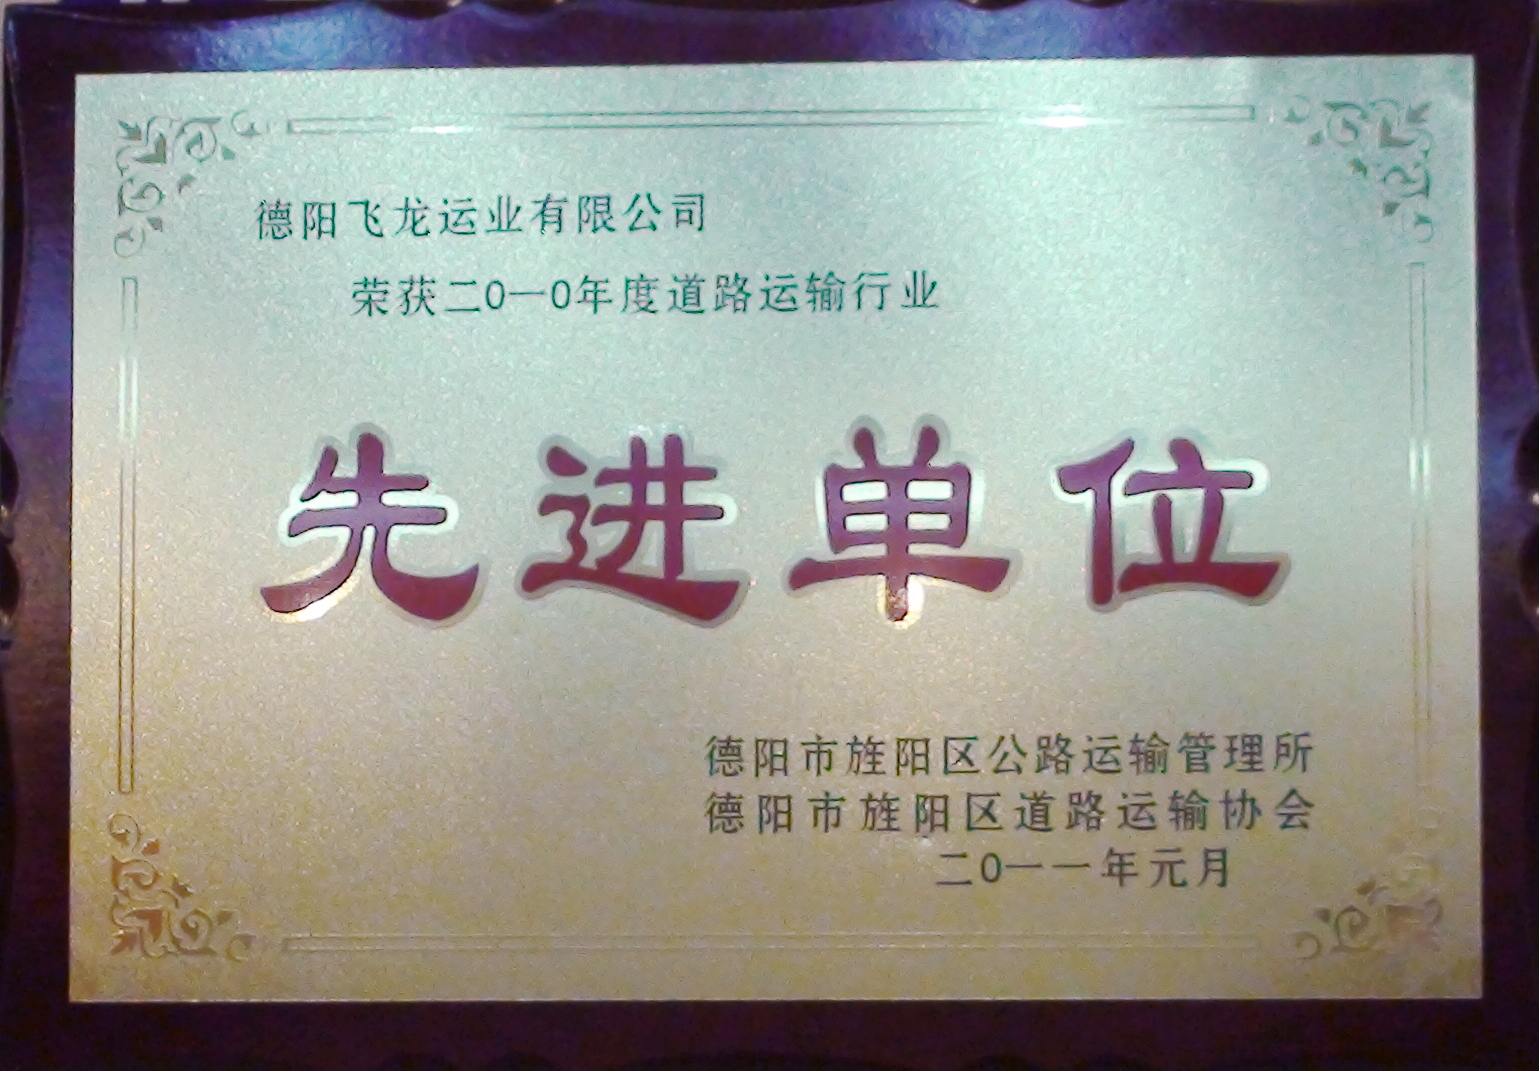 德阳飞龙运业有限公司
荣获二0一0年度道路运输行业
先进单位
德阳市旌阳区公路运输管理所
德阳市旌阳区道路运输协会
二0一一年元月